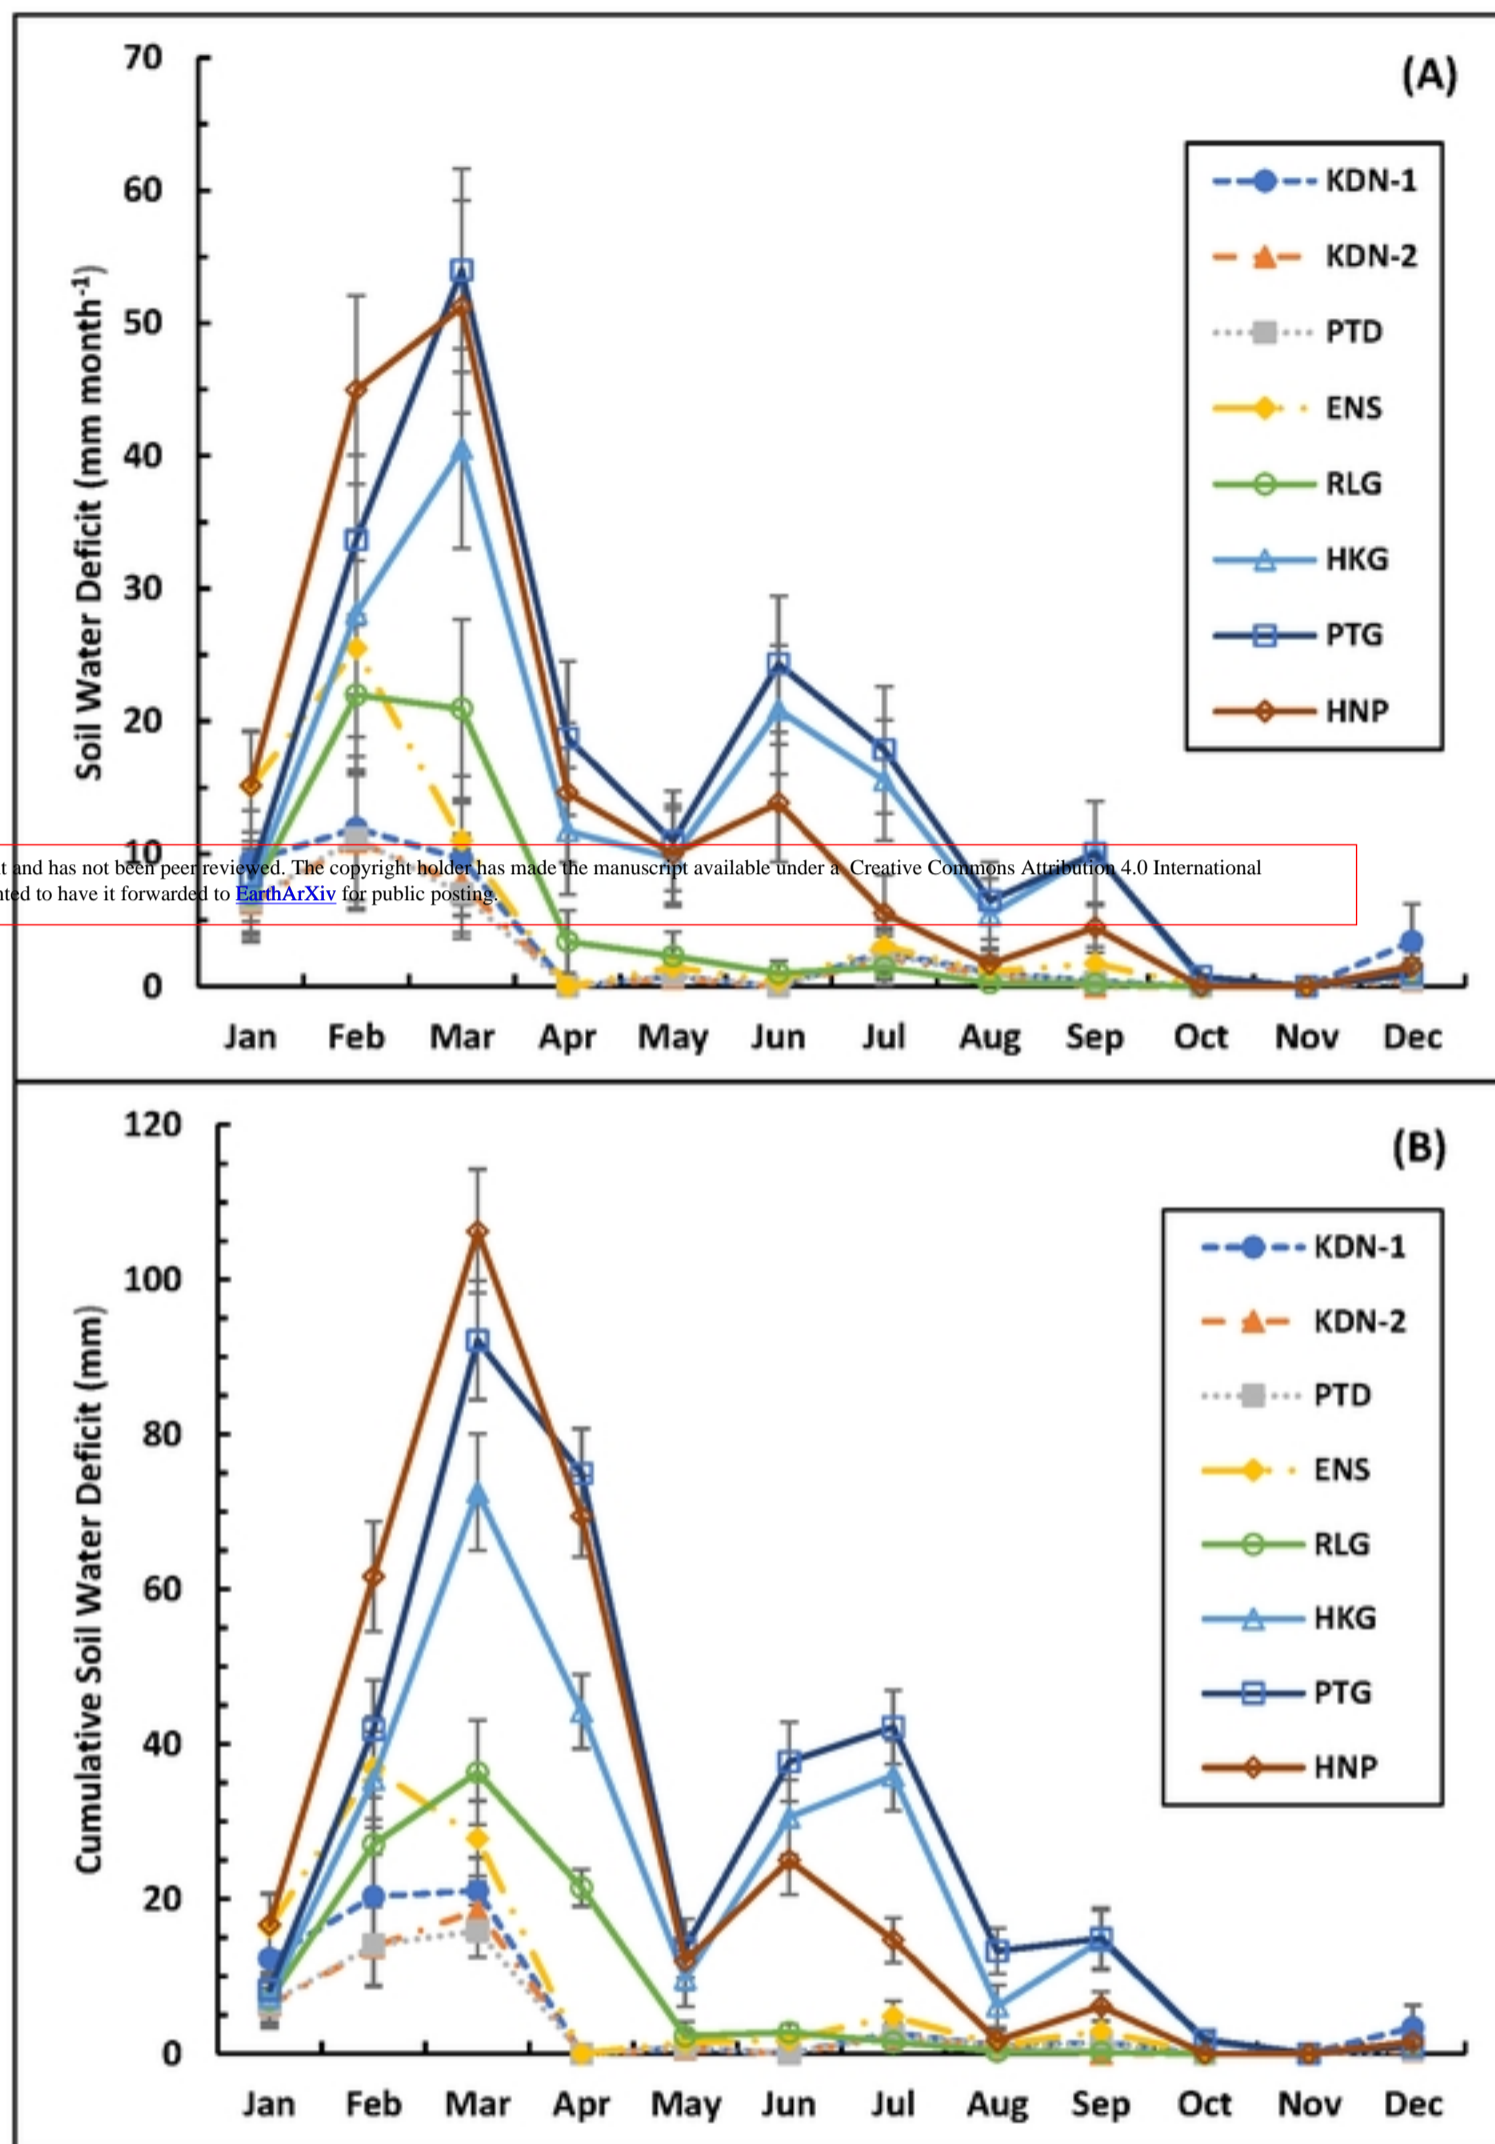 (A)
70
60
50
40
30
20
10
0
Soil Water Deficit (mm month-1)
KDN-1
KDN-2
PTD
ENS
RLG
HKG
PTG
HNP
t and has not been peer reviewed. The copyright holder has made the manuscript available under a Creative Commons Attribution 4.0 International
nted to have it forwarded to EarthArXiv for public posting.
Jan Feb Mar Apr May Jun Jul Aug Sep Oct Nov Dec
(B)
120
100
80
60
40
20
0
Cumulative Soil Water Deficit (mm)
KDN-1
KDN-2
PTD
ENS
RLG
HKG
PTG
HNP
Jan Feb Mar Apr May Jun Jul Aug Sep Oct Nov Dec